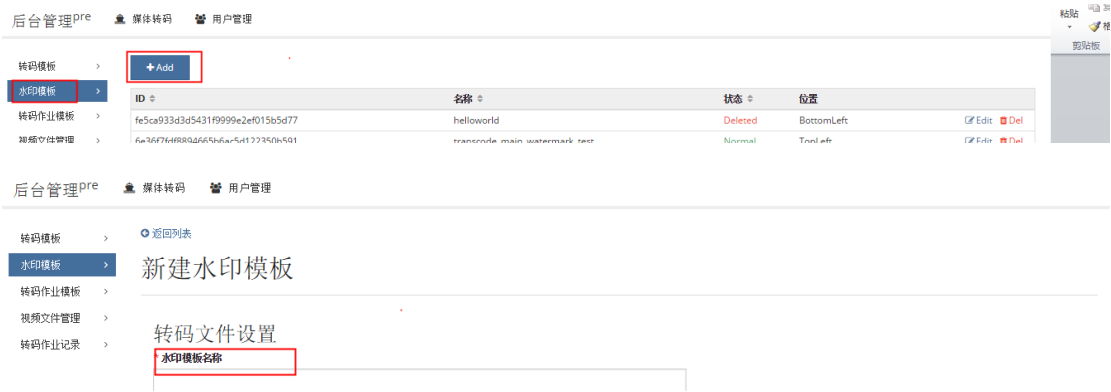 后台管理pre 媒体转码 用户管理
粘贴
剪贴板
转码模板
水印模板
转码作业模板
视频文件管理
+ Add
ID 名称 状态 位置
fe5ca933d3d5431f9999e2ef015b5d77 helloworld Deleted BottomLeft Edit Del
6e36f7fdf8894665b6ac5d122350b591 transcode_main_watermark_test Normal TopLeft Edit Del
后台管理pre 媒体转码 用户管理
转码模板
水印模板
转码作业模板
视频文件管理
转码作业记录
返回列表
新建水印模板
转码文件设置
* 水印模板名称